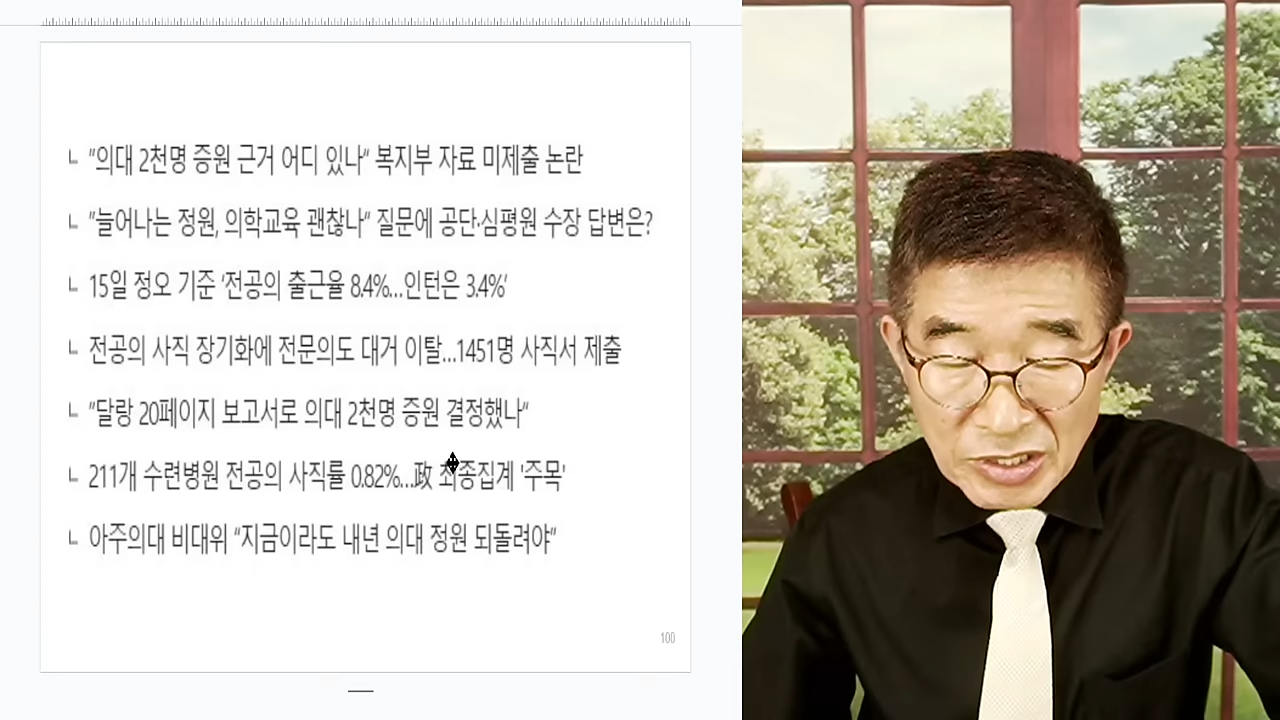 ㄴ "의대 2천명 증원 근거 어디 있나" 복지부 자료 미제출 논란
ㄴ "늘어나는 정원, 의학교육 괜찮나" 질문에 공단·심평원 수장 답변은?
ㄴ 15일 정오 기준 '전공의 출근율 8.4%...인턴은 3.4%'
ㄴ 전공의 사직 장기화에 전문의도 대거 이탈...1451명 사직서 제출
ㄴ "달랑 20페이지 보고서로 의대 2천명 증원 결정했나"
ㄴ 211개 수련병원 전공의 사직률 0.82%...政 최종집계 '주목'
ㄴ 아주의대 비대위 "지금이라도 내년 의대 정원 되돌려야"
100